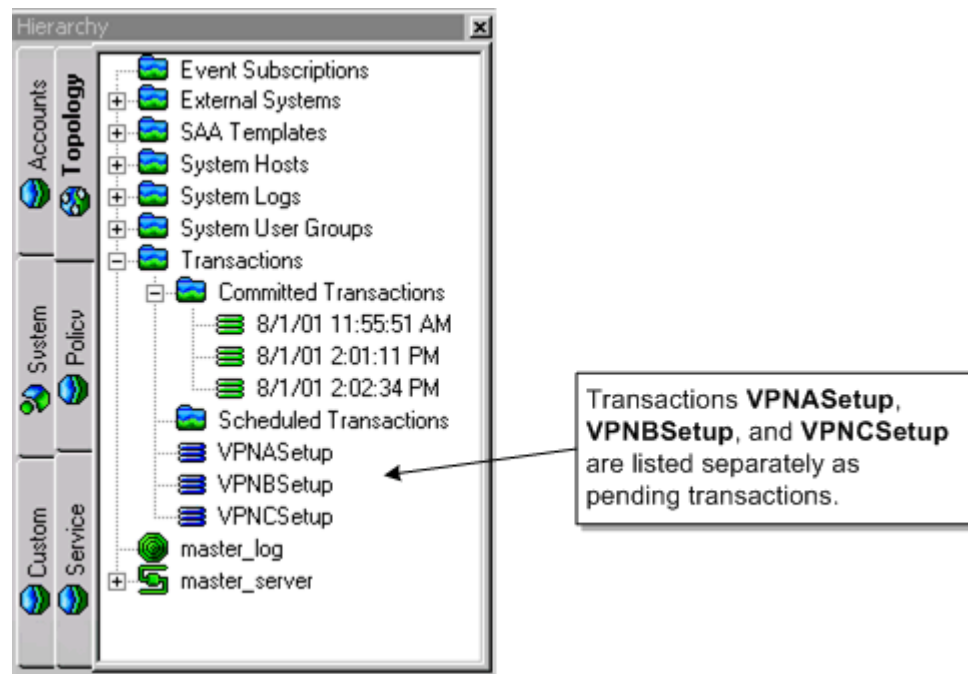 Hierarchy
Accounts
Topology
System
Policy
Custom
Service
Event Subscriptions
External Systems
SAA Templates
System Hosts
System Logs
System User Groups
Transactions
Committed Transactions
8/1/01 11:55:51 AM
8/1/01 2:01:11 PM
8/1/01 2:02:34 PM
Scheduled Transactions
VPNASetup
VPNBSetup
VPNCSetup
master_log
master_server
Transactions VPNASetup,
VPNBSetup, and VPNCSetup
are listed separately as
pending transactions.